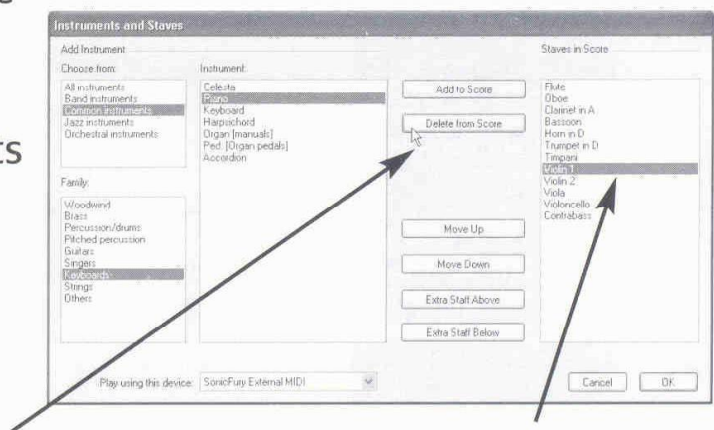 Instruments and Staves
Add Instrument
Choose from:
All instruments
Band instruments
Common instruments
Jazz instruments
Orchestral instruments
Family:
Woodwind
Brass
Percussion/drums
Pitched percussion
Guitars
Singers
Keyboards
Strings
Others
Instrument:
Celesta
Piano
Keyboard
Harpsichord
Organ [manuals]
Ped. [Organ pedals]
Accordion
Add to Score
Delete from Score
Move Up
Move Down
Extra Staff Above
Extra Staff Below
Staves in Score
Flute
Oboe
Clarinet in A
Bassoon
Horn in D
Trumpet in D
Timpani
Violin 1
Violin 2
Viola
Violoncello
Contrabass
Play using this device: SonicFury External MIDI
Cancel
OK
ts